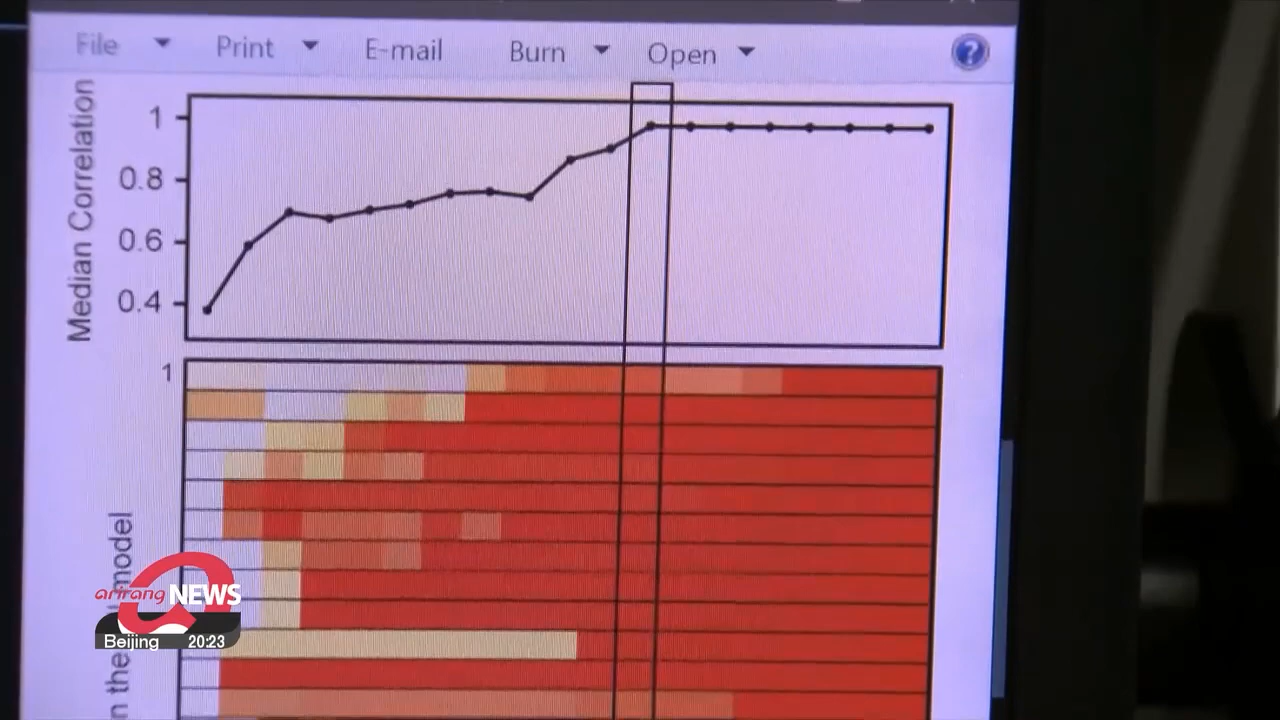 File Print E-mail Burn Open ?
Median Correlation
1
0.8
0.6
0.4
1
n the model
arirang NEWS
Beijing 20:23